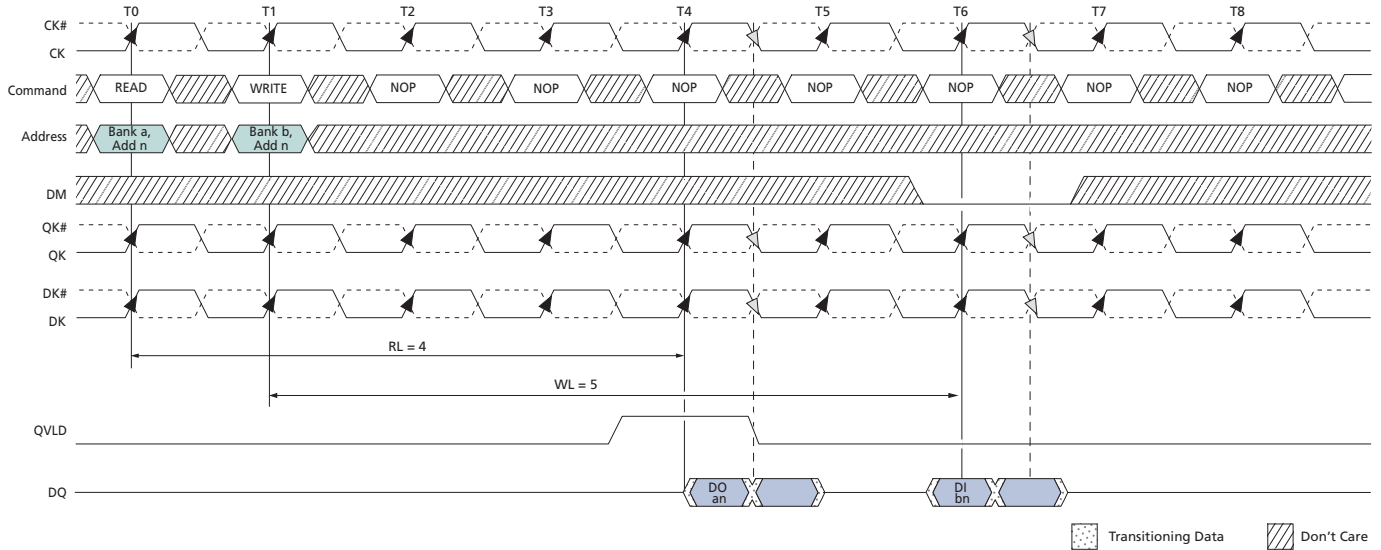 T0 T1 T2 T3 T4 T5 T6 T7 T8
CK#
CK
Command READ WRITE NOP NOP NOP NOP NOP NOP NOP
Address Bank a, Add n Bank b, Add n
DM
QK#
QK
DK#
DK
RL = 4
WL = 5
QVLD
DQ DO an DI bn
Transitioning Data Don't Care